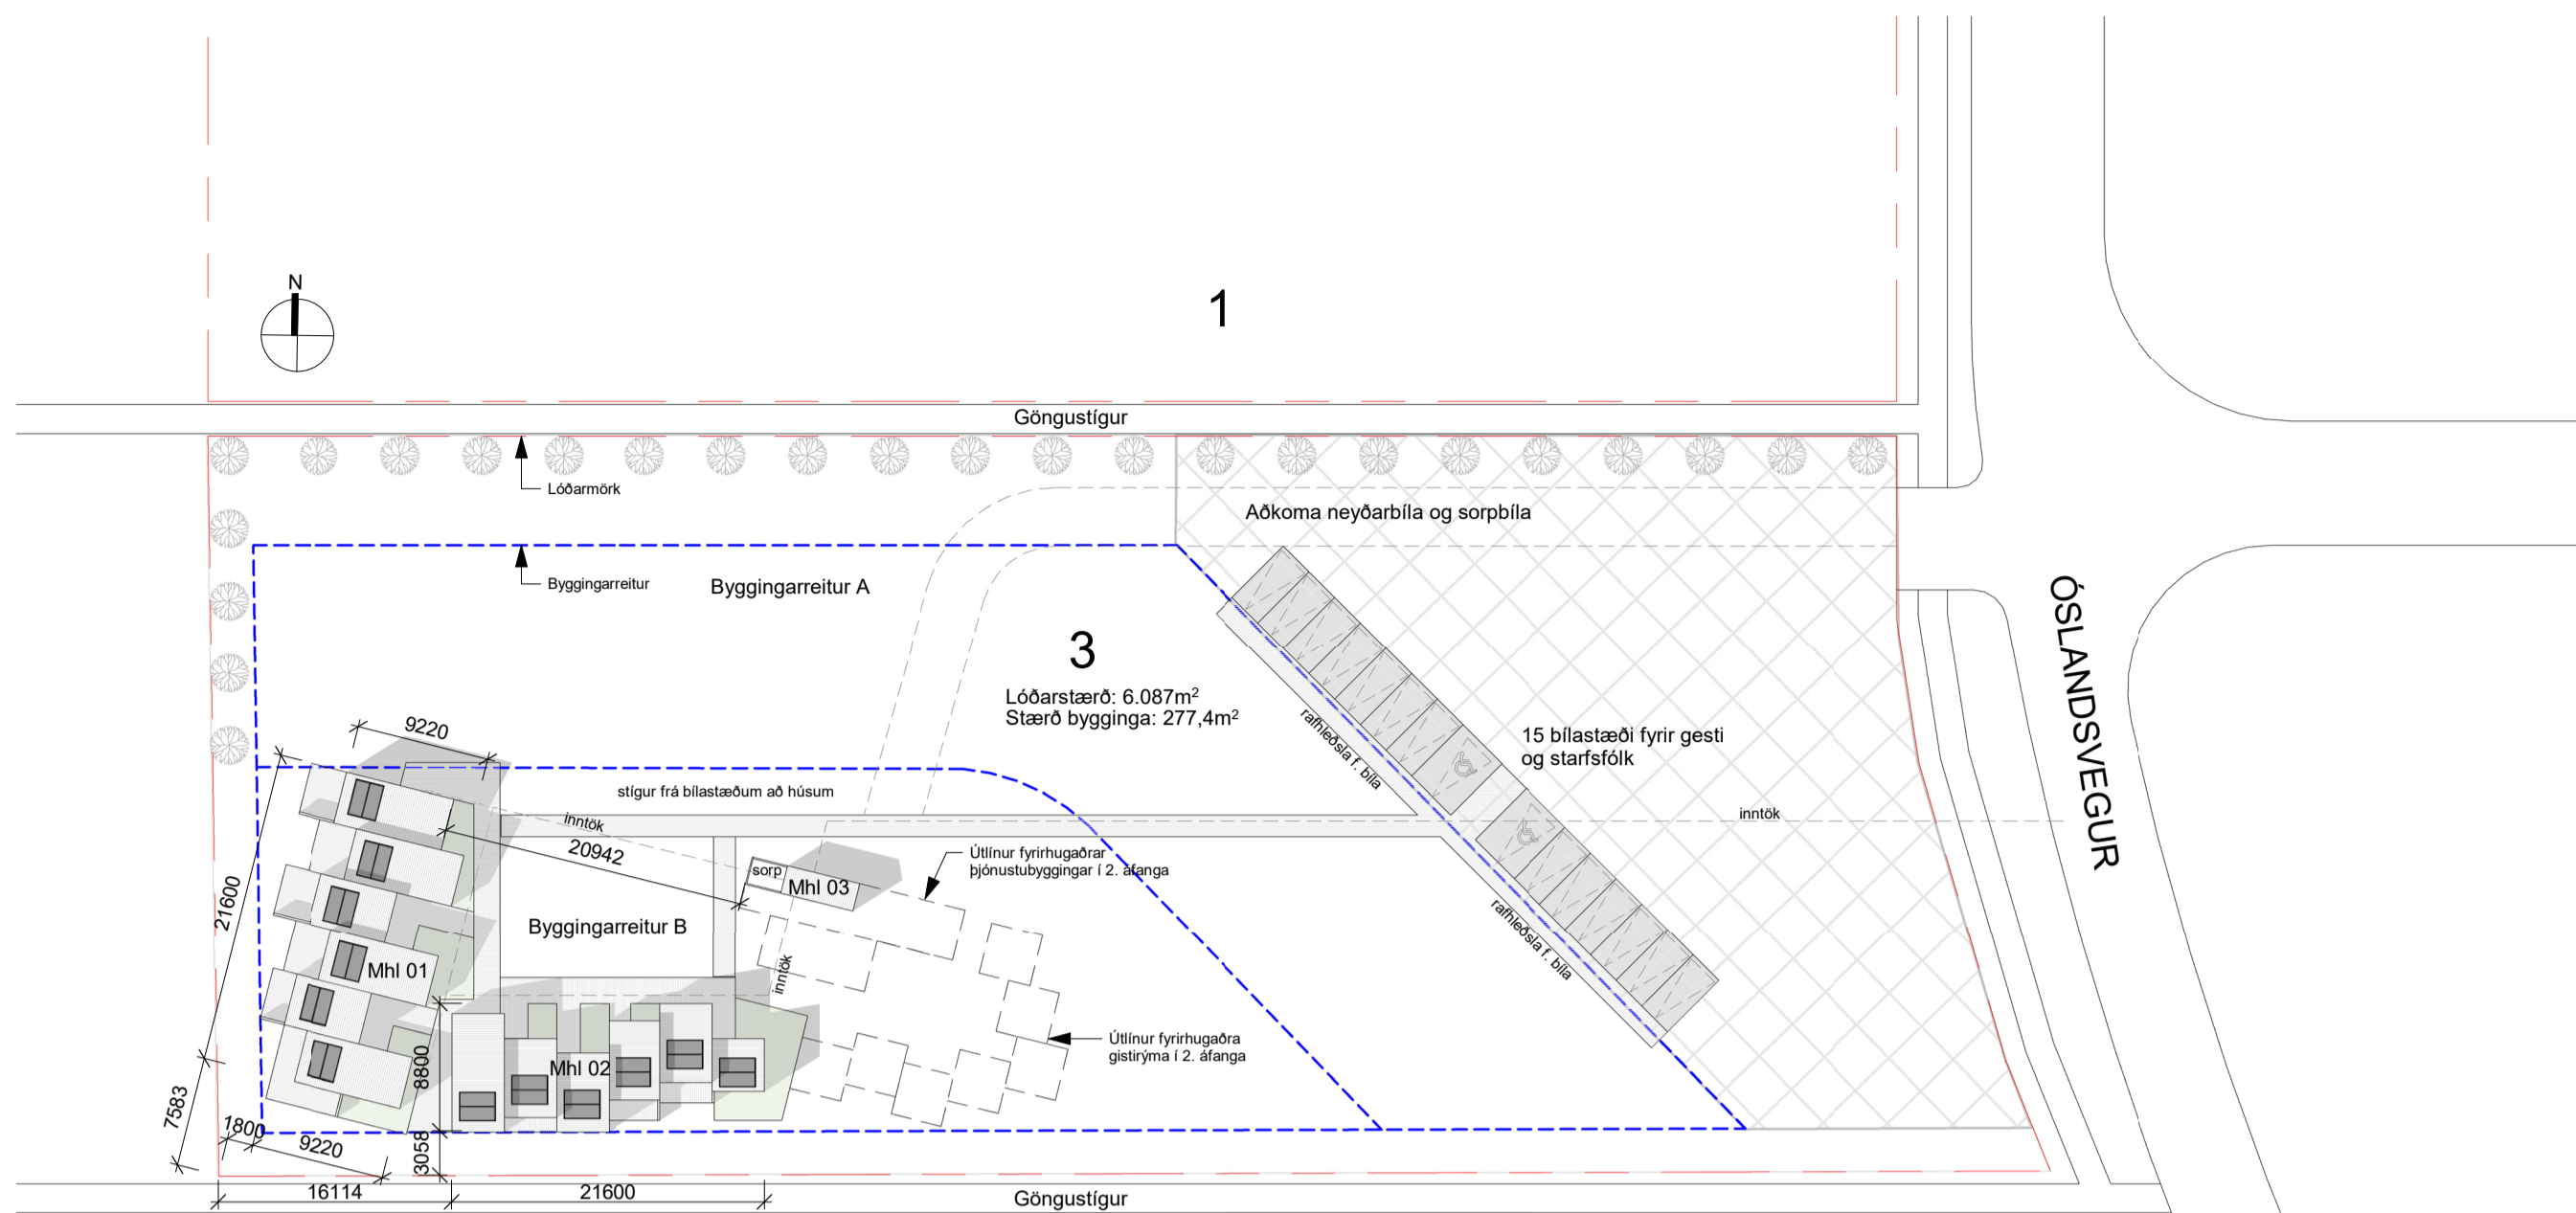 N
1
Göngustígur
Lóðarmörk
Aðkoma neyðarbíla og sorpbíla
Byggingarreitur
Byggingarreitur A
ÓSLANDSVEGUR
3
Lóðarstærð: 6.087m²
Stærð bygginga: 277,4m²
rafhleðsla f. bíla
15 bílastæði fyrir gesti
og starfsfólk
9220
stígur frá bílastæðum að húsum
inntök
inntök
20942
Útlínur fyrirhugaðrar
þjónustubyggingar í 2. áfanga
sorp
Mhl 03
21600
Byggingarreitur B
rafhleðsla f. bíla
Mhl 01
inntök
Útlínur fyrirhugaðra
gistirýma í 2. áfanga
8800
Mhl 02
7583
1800
9220
3058
16114
21600
Göngustígur